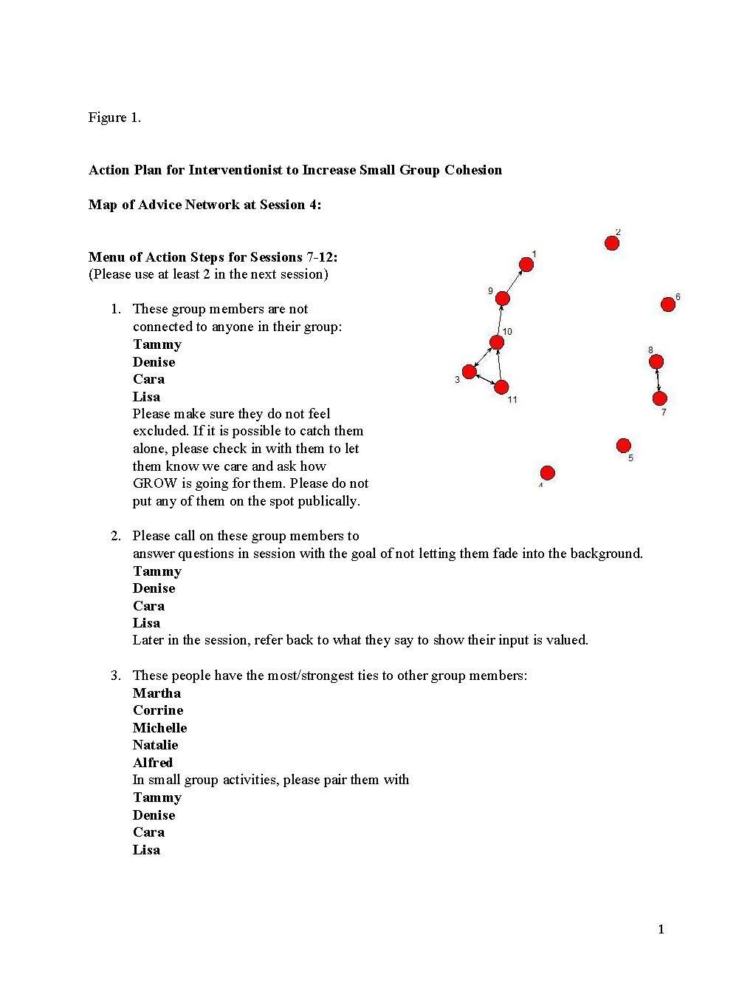 Figure 1.
Action Plan for Interventionist to Increase Small Group Cohesion
Map of Advice Network at Session 4:
Menu of Action Steps for Sessions 7-12:
(Please use at least 2 in the next session)
1. These group members are not
connected to anyone in their group:
Tammy
Denise
Cara
Lisa
Please make sure they do not feel
excluded. If it is possible to catch them
alone, please check in with them to let
them know we care and ask how
GROW is going for them. Please do not
put any of them on the spot publically.
2
1
9
6
10
8
3
11
7
5
4
2. Please call on these group members to
answer questions in session with the goal of not letting them fade into the background.
Tammy
Denise
Cara
Lisa
Later in the session, refer back to what they say to show their input is valued.
3. These people have the most/strongest ties to other group members:
Martha
Corrine
Michelle
Natalie
Alfred
In small group activities, please pair them with
Tammy
Denise
Cara
Lisa
1